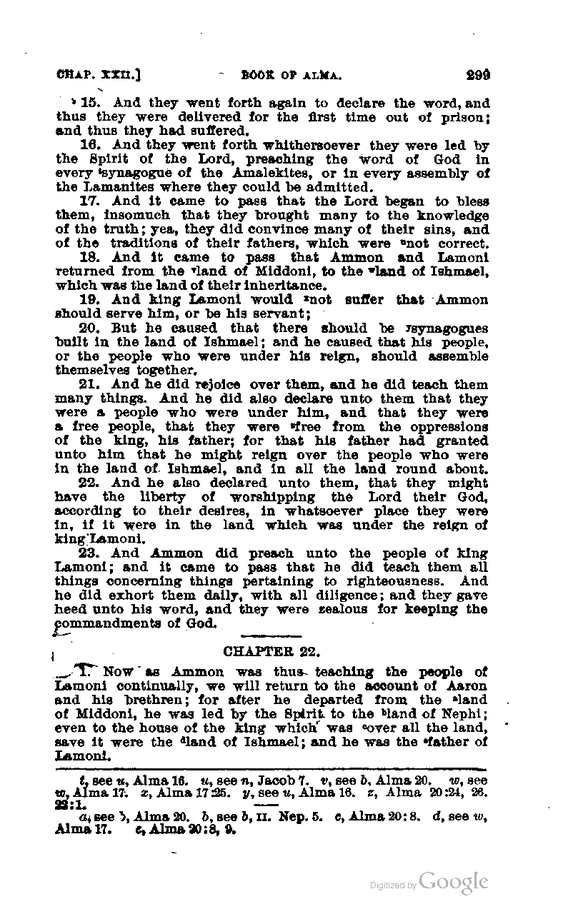 CHAP. XXII.] BOOK OF ALMA. 299
15. And they went forth again to declare the word, and
thus they were delivered for the first time out of prison;
and thus they had suffered.
16. And they went forth whithersoever they were led by
the Spirit of the Lord, preaching the word of God in
every ᵗsynagogue of the Amalekites, or in every assembly of
the Lamanites where they could be admitted.
17. And it came to pass that the Lord began to bless
them, insomuch that they brought many to the knowledge
of the truth; yea, they did convince many of their sins, and
of the traditions of their fathers, which were ᵘnot correct.
18. And it came to pass that Ammon and Lamoni
returned from the ᵛland of Middoni, to the ʷland of Ishmael,
which was the land of their inheritance.
19. And king Lamoni would ˣnot suffer that Ammon
should serve him, or be his servant;
20. But he caused that there should be ʸsynagogues
built in the land of Ishmael; and he caused that his people,
or the people who were under his reign, should assemble
themselves together.
21. And he did rejoice over them, and he did teach them
many things. And he did also declare unto them that they
were a people who were under him, and that they were
a free people, that they were ᶻfree from the oppressions
of the king, his father; for that his father had granted
unto him that he might reign over the people who were
in the land of Ishmael, and in all the land round about.
22. And he also declared unto them, that they might
have the liberty of worshipping the Lord their God,
according to their desires, in whatsoever place they were
in, if it were in the land which was under the reign of
king Lamoni.
23. And Ammon did preach unto the people of king
Lamoni; and it came to pass that he did teach them all
things concerning things pertaining to righteousness. And
he did exhort them daily, with all diligence; and they gave
heed unto his word, and they were zealous for keeping the
commandments of God.
CHAPTER 22.
1. Now as Ammon was thus teaching the people of
Lamoni continually, we will return to the account of Aaron
and his brethren; for after he departed from the ᵃland
of Middoni, he was led by the Spirit to the ᵇland of Nephi;
even to the house of the king which was ᶜover all the land,
save it were the ᵈland of Ishmael; and he was the ᵉfather of
Lamoni.
t, see u, Alma 16. u, see n, Jacob 7. v, see b, Alma 20. w, see
w, Alma 17. x, Alma 17:25. y, see u, Alma 16. z, Alma 20:24, 26.
22:1.
a, see b, Alma 20. b, see b, II. Nep. 5. c, Alma 20:8. d, see w,
Alma 17. e, Alma 20:8, 9.
Digitized by Google